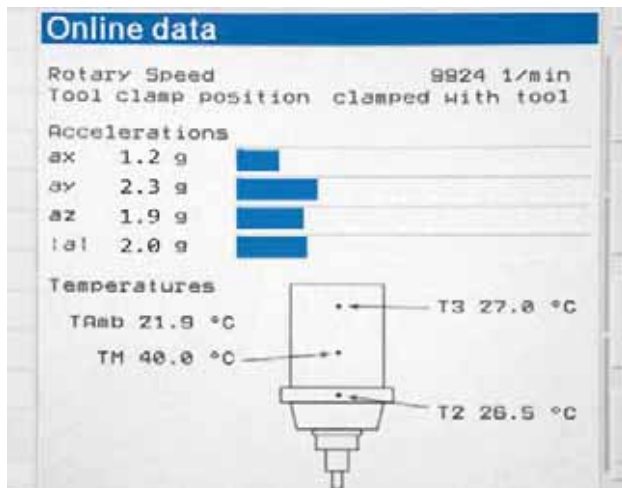 Online data
Rotary Speed 9924 1/min
Tool clamp position clamped with tool
Accelerations
ax 1.2 g
ay 2.3 g
az 1.9 g
|a| 2.0 g
Temperatures
T3 27.0 °C
TAmb 21.9 °C
TM 40.0 °C
T2 26.5 °C